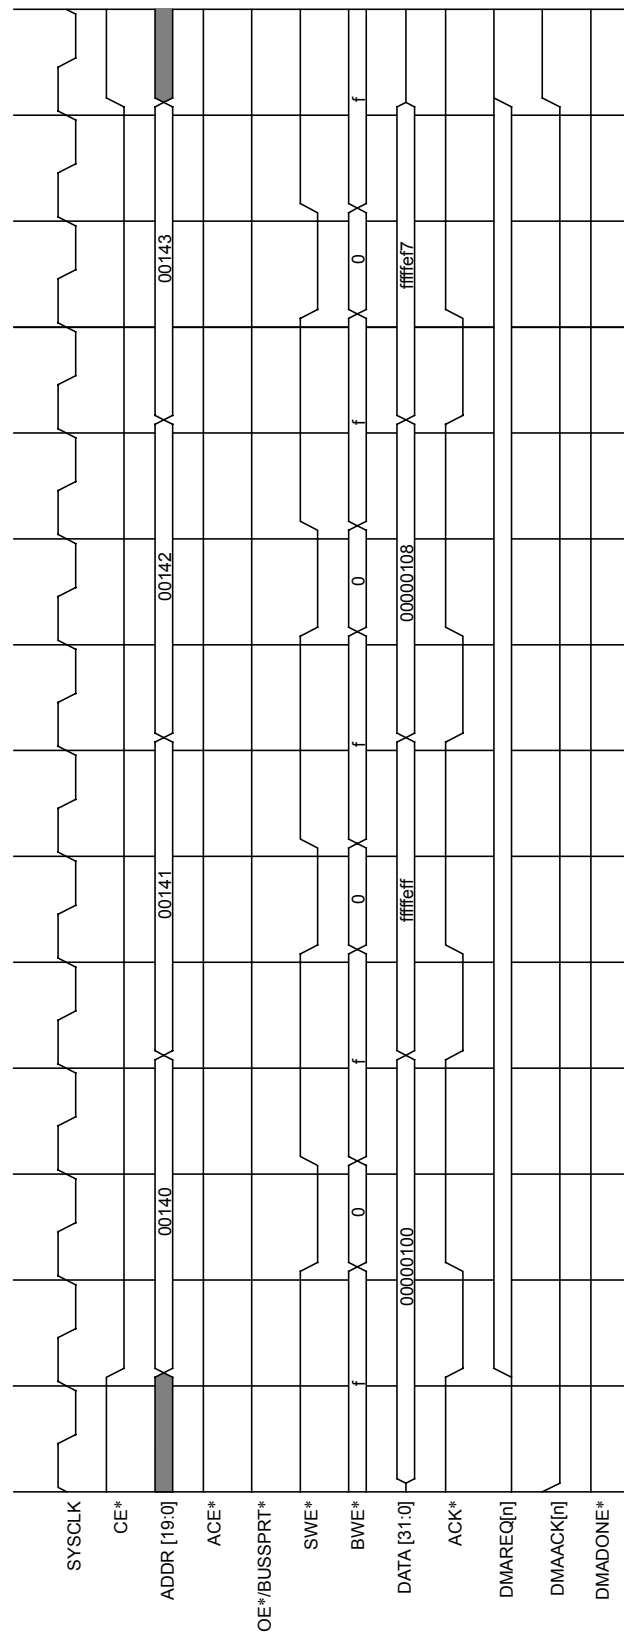 SYSCLK
CE*
ADDR [19:0] 00140 00141 00142 00143
ACE*
OE*/BUSSPRT*
SWE*
BWE* f 0 f 0 f 0 f 0 f
DATA [31:0] 00000100 fffffeff 00000108 fffffef7
ACK*
DMAREQ[n]
DMAACK[n]
DMADONE*